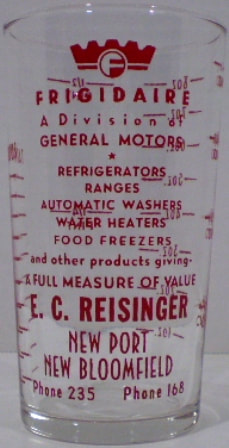 F
FRIGIDAIRE
A Division of
GENERAL MOTORS
★
REFRIGERATORS
RANGES
AUTOMATIC WASHERS
WATER HEATERS
FOOD FREEZERS
and other products giving
A FULL MEASURE OF VALUE
E. C. REISINGER
NEW PORT
NEW BLOOMFIELD
Phone 235 Phone 168